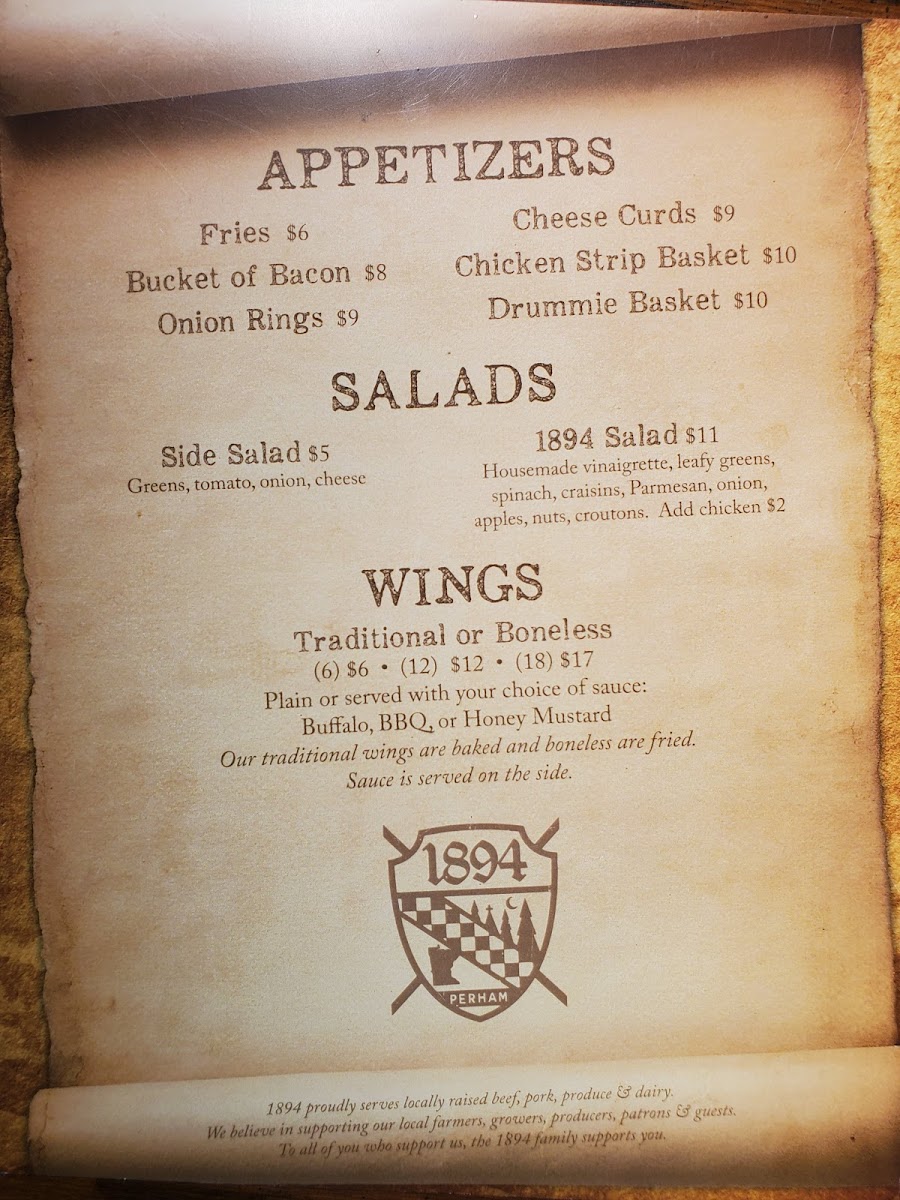 APPETIZERS
Fries $6
Bucket of Bacon $8
Onion Rings $9
Cheese Curds $9
Chicken Strip Basket $10
Drummie Basket $10
SALADS
Side Salad $5
Greens, tomato, onion, cheese
1894 Salad $11
Housemade vinaigrette, leafy greens,
spinach, craisins, Parmesan, onion,
apples, nuts, croutons. Add chicken $2
WINGS
Traditional or Boneless
(6) $6 • (12) $12 • (18) $17
Plain or served with your choice of sauce:
Buffalo, BBQ, or Honey Mustard
Our traditional wings are baked and boneless are fried.
Sauce is served on the side.
1894
PERHAM
1894 proudly serves locally raised beef, pork, produce & dairy.
We believe in supporting our local farmers, growers, producers, patrons & guests.
To all of you who support us, the 1894 family supports you.